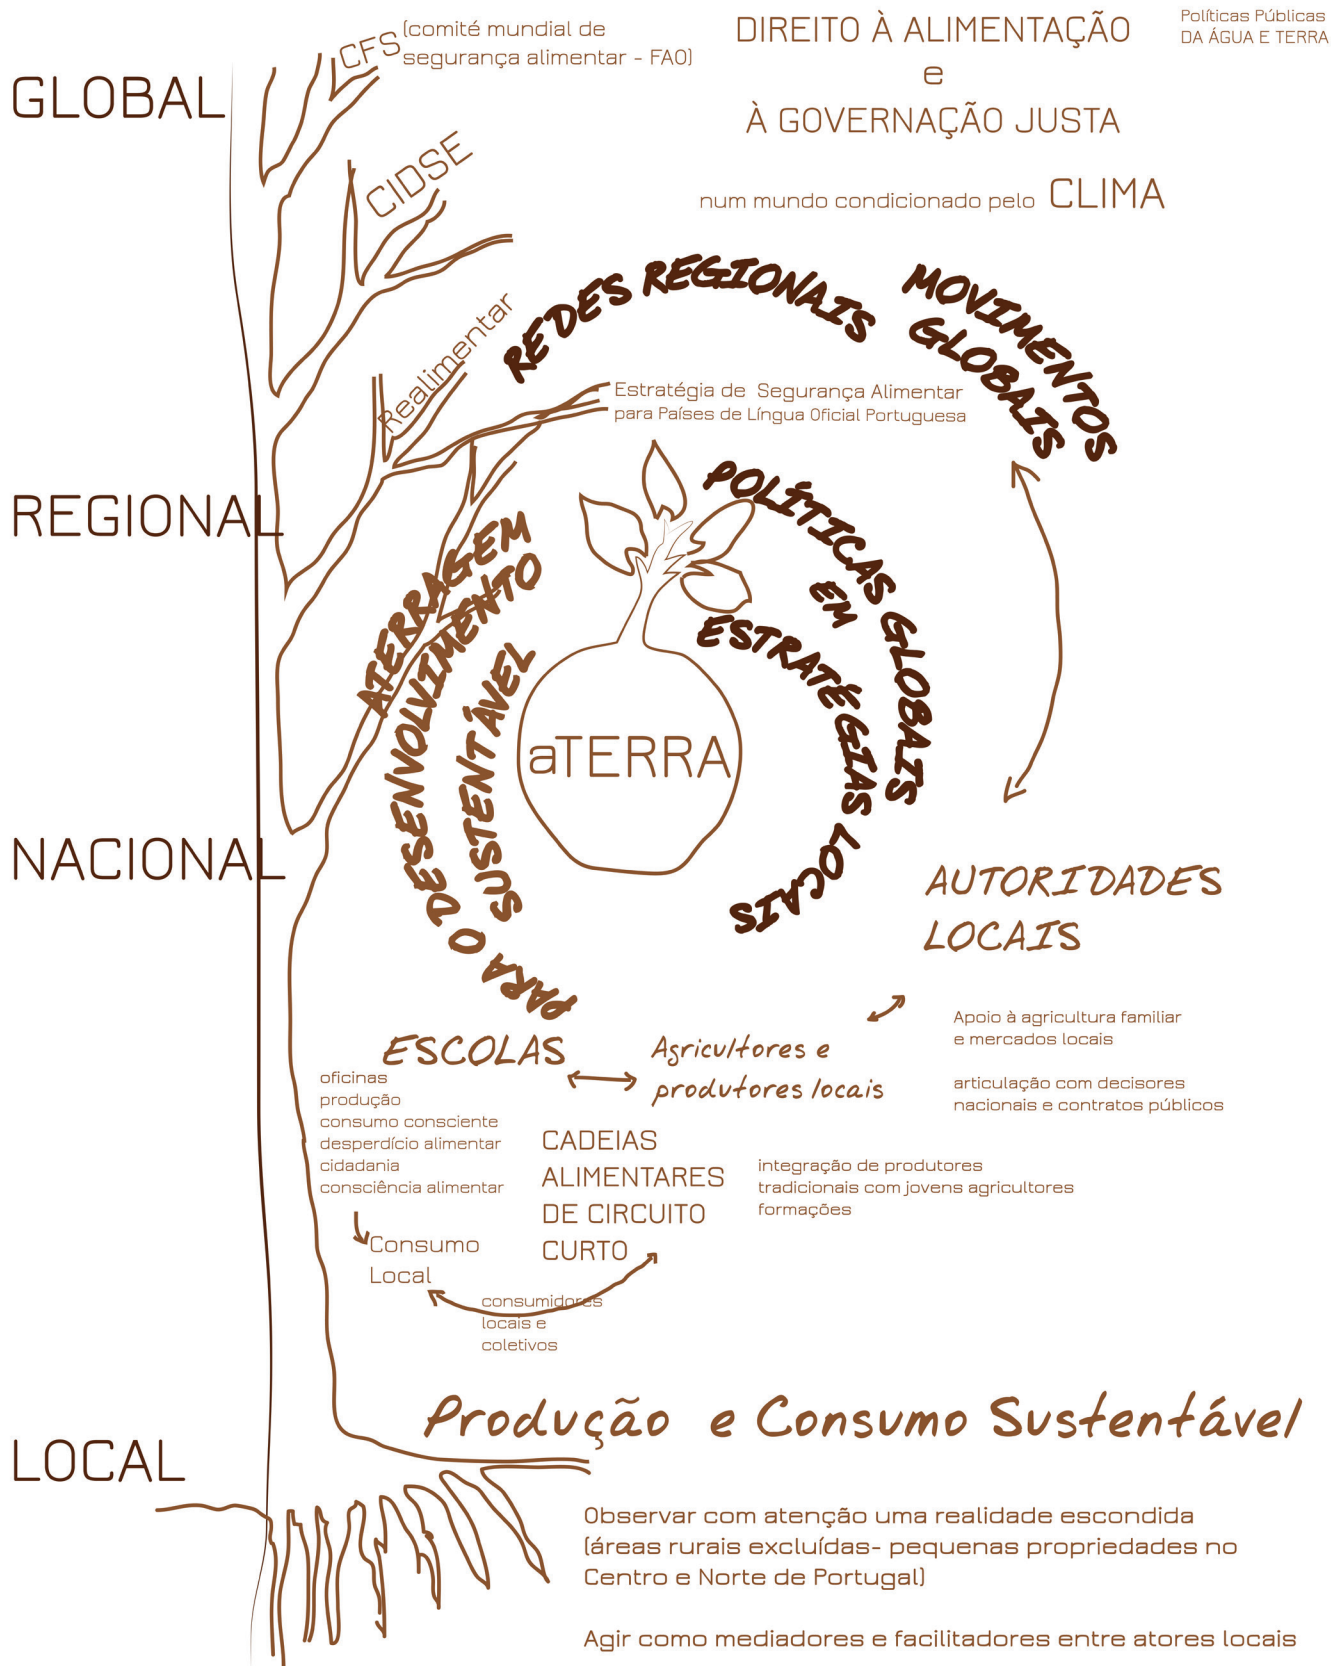 CFS
(comité mundial de
segurança alimentar - FAO)
DIREITO À ALIMENTAÇÃO
e
À GOVERNAÇÃO JUSTA
Políticas Públicas
DA ÁGUA E TERRA
GLOBAL
CIDSE
num mundo condicionado pelo CLIMA
REDES REGIONAIS
MOVIMENTOS
GLOBAIS
Realimentar
Estratégia de Segurança Alimentar
para Países de Língua Oficial Portuguesa
REGIONAL
ATERRAGEM
PARA O DESENVOLVIMENTO
SUSTENTÁVEL
POLÍTICAS GLOBAIS
EM
ESTRATÉGIAS LOCAIS
aTERRA
NACIONAL
AUTORIDADES
LOCAIS
Apoio à agricultura familiar
e mercados locais
articulação com decisores
nacionais e contratos públicos
ESCOLAS
oficinas
produção
consumo consciente
desperdício alimentar
cidadania
consciência alimentar
Agricultores e
produtores locais
CADEIAS
ALIMENTARES
DE CIRCUITO
CURTO
integração de produtores
tradicionais com jovens agricultores
formações
Consumo
Local
consumidores
locais e
coletivos
Produção e Consumo Sustentável
LOCAL
Observar com atenção uma realidade escondida
(áreas rurais excluídas- pequenas propriedades no
Centro e Norte de Portugal)
Agir como mediadores e facilitadores entre atores locais